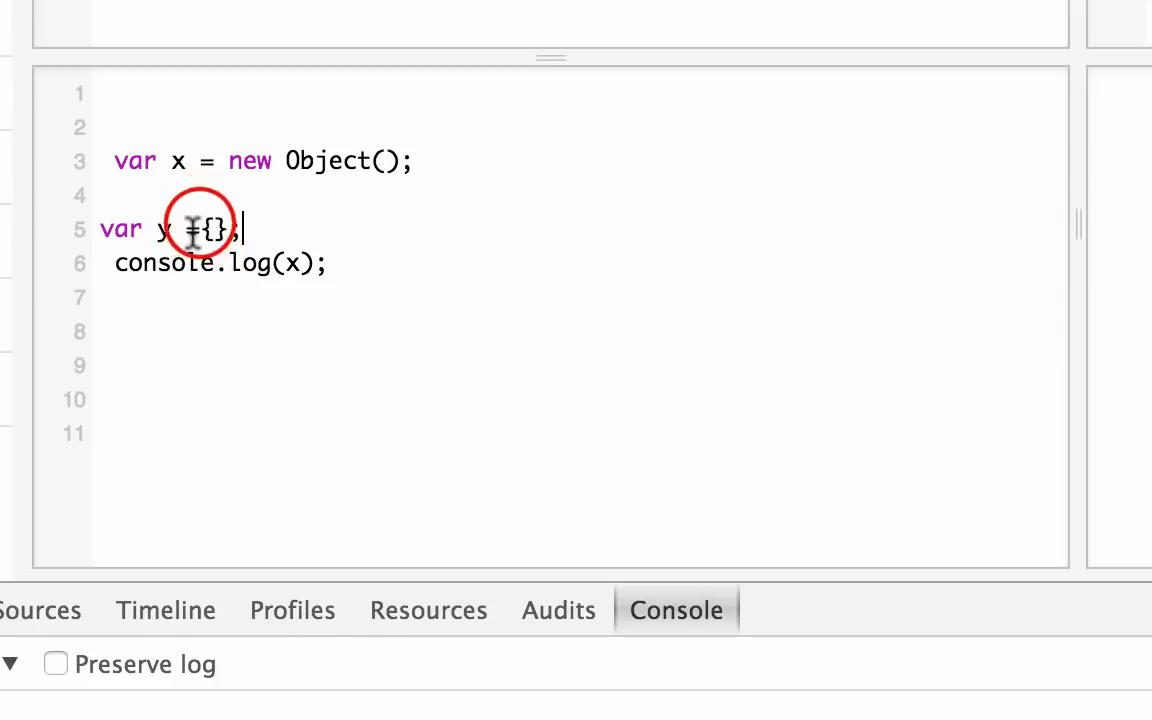 1
2
3 var x = new Object();
4
5 var y ={};
6 console.log(x);
7
8
9
10
11
Sources Timeline Profiles Resources Audits Console
Preserve log